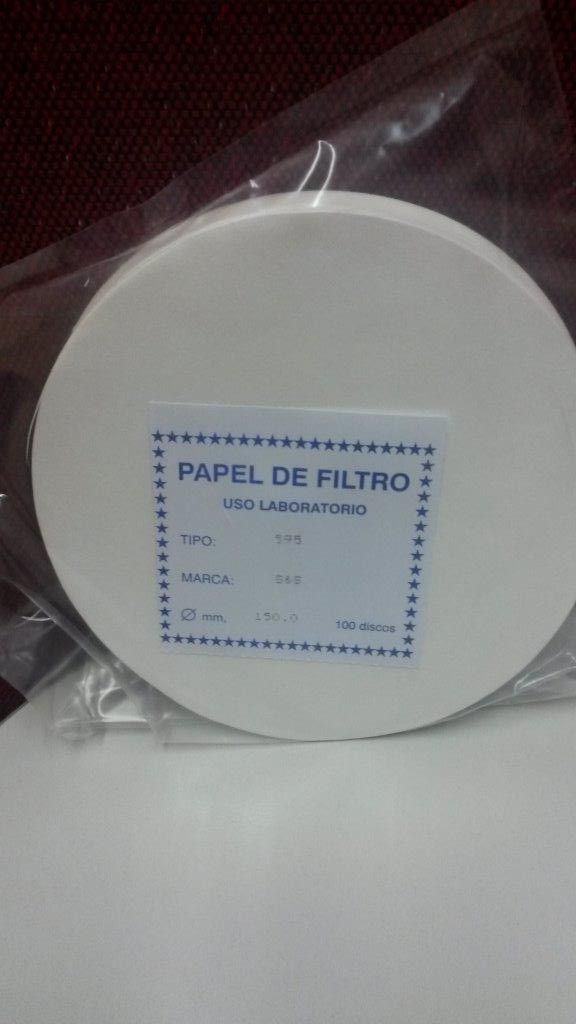 PAPEL DE FILTRO
USO LABORATORIO
TIPO: 595
MARCA: S&S
Ø mm, 150.0 100 discos